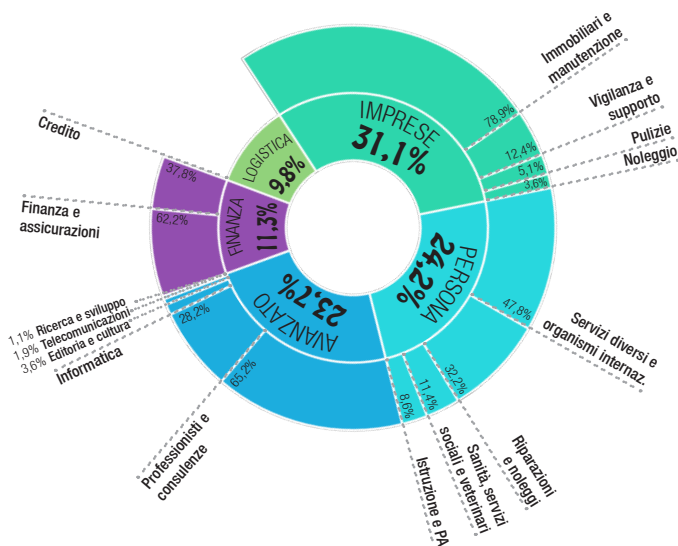 IMPRESE
31,1%
78,9%
Immobiliari e
manutenzione
12,4%
Vigilanza e
supporto
5,1%
Pulizie
3,6%
Noleggio
PERSONA
24,2%
47,8%
Servizi diversi e
organismi internaz.
32,2%
Riparazioni
e noleggi
11,4%
Sanità, servizi
sociali e veterinari
8,6%
Istruzione e PA
AVANZATO
23,7%
65,2%
Professionisti e
consulenze
28,2%
Informatica
3,6% Editoria e cultura
1,9% Telecomunicazioni
1,1% Ricerca e sviluppo
FINANZA
11,3%
62,2%
Finanza e
assicurazioni
37,8%
Credito
LOGISTICA
9,8%